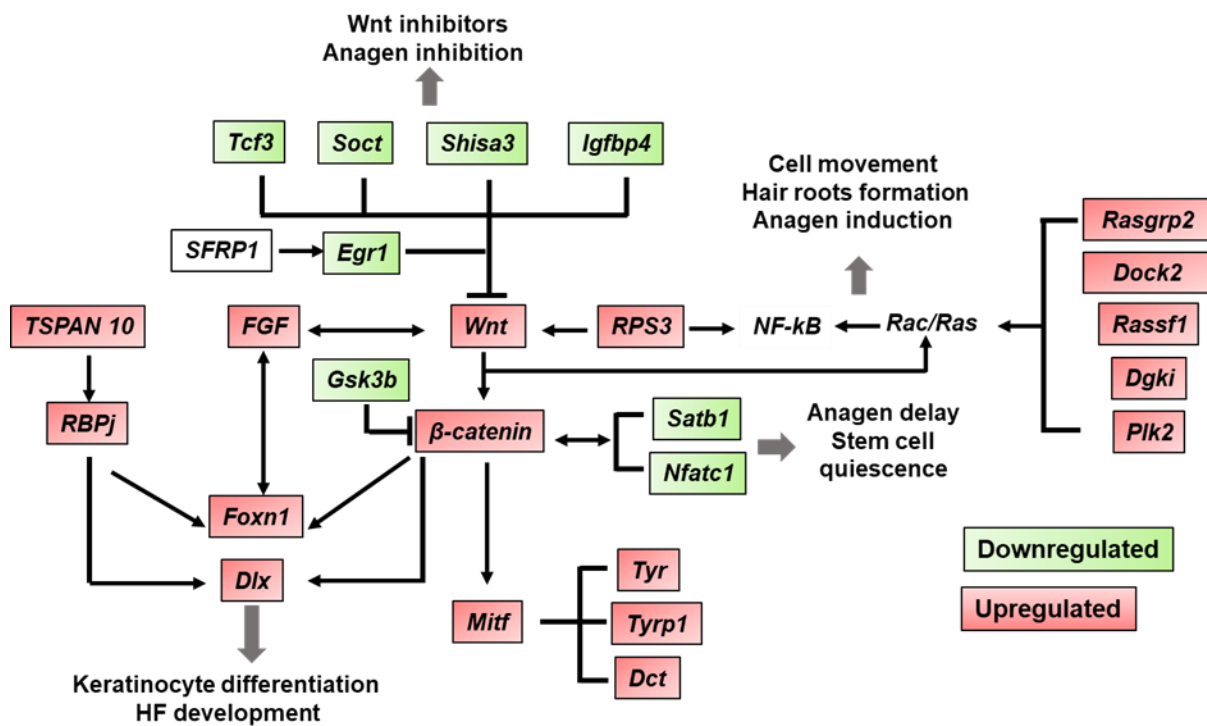 Wnt inhibitors
Anagen inhibition
Tcf3
Soct
Shisa3
Igfbp4
Cell movement
Hair roots formation
Anagen induction
SFRP1
Egr1
Rasgrp2
Dock2
Rassf1
Dgki
Plk2
TSPAN 10
FGF
Wnt
RPS3
NF-kB
Rac/Ras
Gsk3b
RBPj
β-catenin
Satb1
Nfatc1
Anagen delay
Stem cell
quiescence
Foxn1
Dlx
Mitf
Tyr
Tyrp1
Dct
Downregulated
Upregulated
Keratinocyte differentiation
HF development